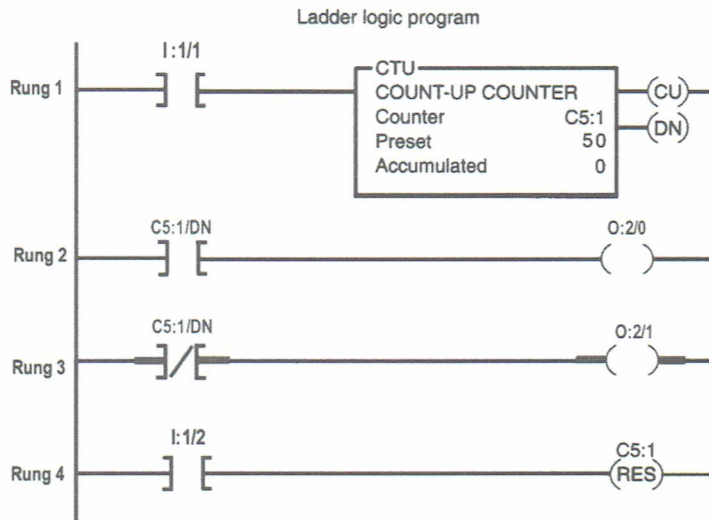 Ladder logic program
I:1/1
Rung 1
CTU
COUNT-UP COUNTER
Counter C5:1
Preset 50
Accumulated 0
CU
DN
C5:1/DN
O:2/0
Rung 2
C5:1/DN
O:2/1
Rung 3
I:1/2
C5:1
Rung 4
RES